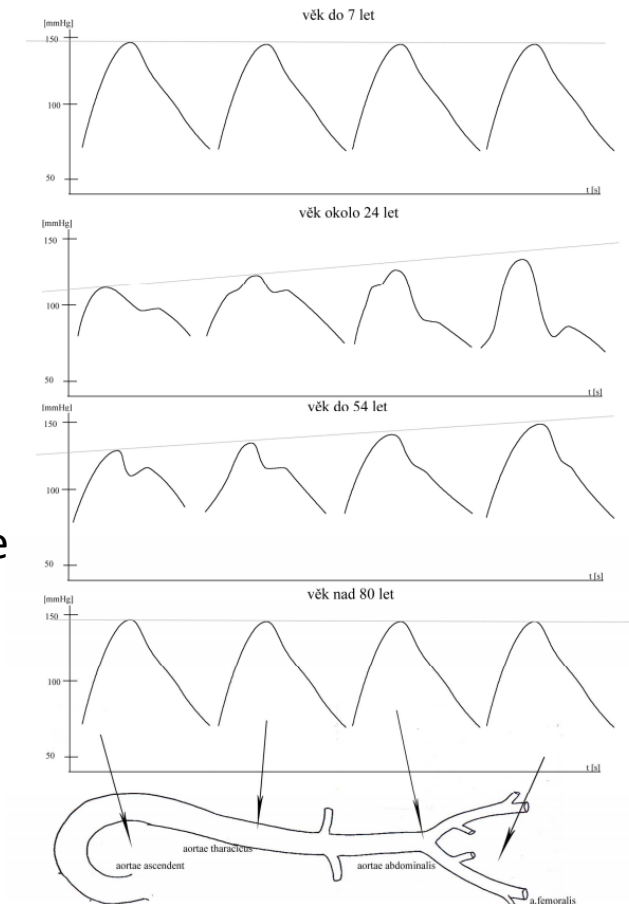 věk do 7 let
[mmHg]
150
100
50
t [s]
věk okolo 24 let
[mmHg]
150
100
50
t [s]
věk do 54 let
[mmHg]
150
100
50
t [s]
e
věk nad 80 let
[mmHg]
150
100
50
t [s]
aortae tharacicus
aortae ascendent
aortae abdominalis
a.femoralis